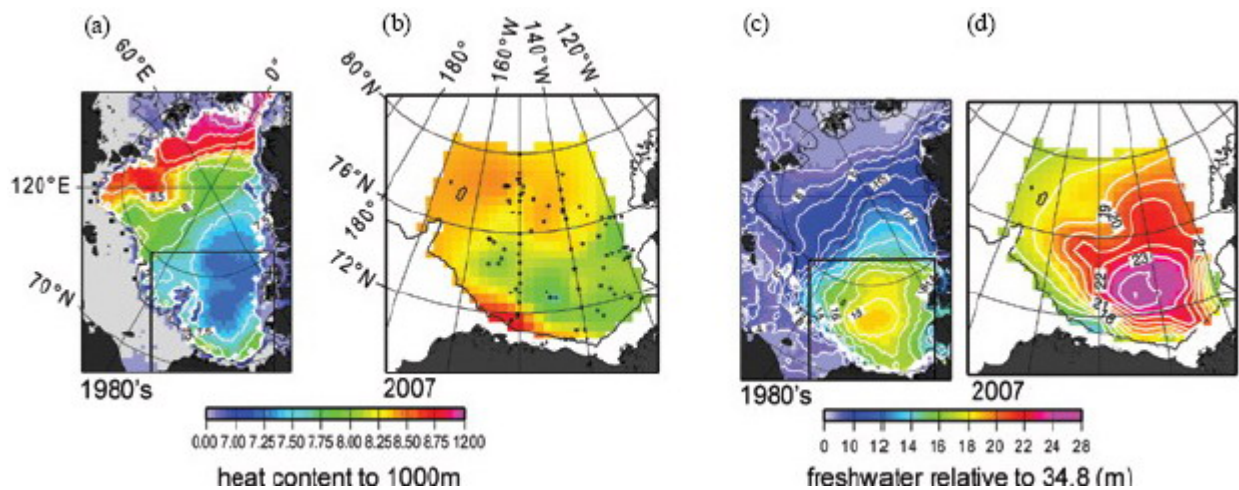 (a) (b) (c) (d)
60°E 0° 80°N 180° 160°W 140°W 120°W
120°E
76°N
180°
72°N
70°N
1980's 2007 1980's 2007
0.00 7.00 7.25 7.50 7.75 8.00 8.25 8.50 8.75 12.00
0 10 12 14 16 18 20 22 24 28
heat content to 1000m freshwater relative to 34.8 (m)